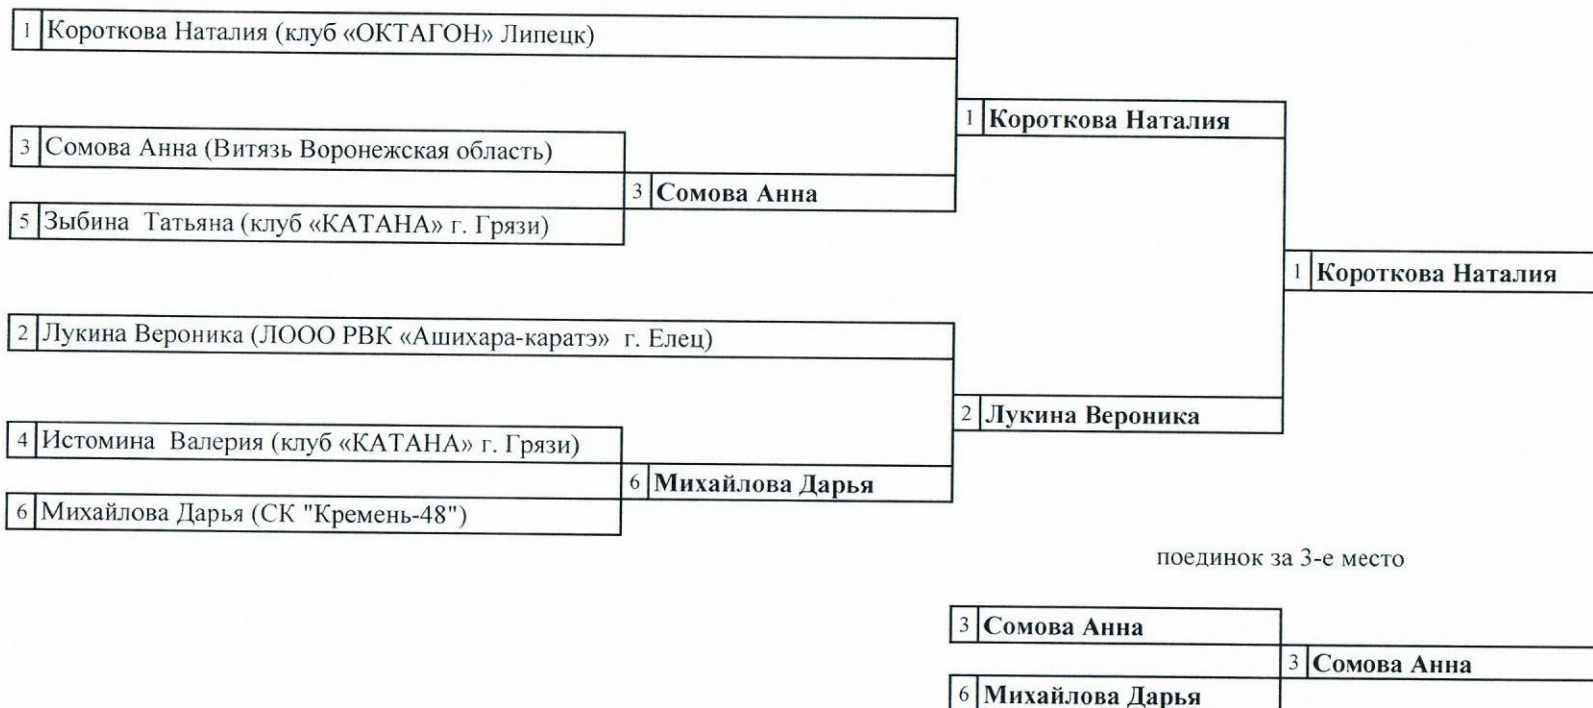 1 Короткова Наталия (клуб «ОКТАГОН» Липецк)
1 Короткова Наталия
3 Сомова Анна (Витязь Воронежская область)
3 Сомова Анна
5 Зыбина  Татьяна (клуб «КАТАНА» г. Грязи)
1 Короткова Наталия
2 Лукина Вероника (ЛООО РВК «Ашихара-каратэ»  г. Елец)
2 Лукина Вероника
4 Истомина  Валерия (клуб «КАТАНА» г. Грязи)
6 Михайлова Дарья
6 Михайлова Дарья (СК "Кремень-48")
поединок за 3-е место
3 Сомова Анна
3 Сомова Анна
6 Михайлова Дарья